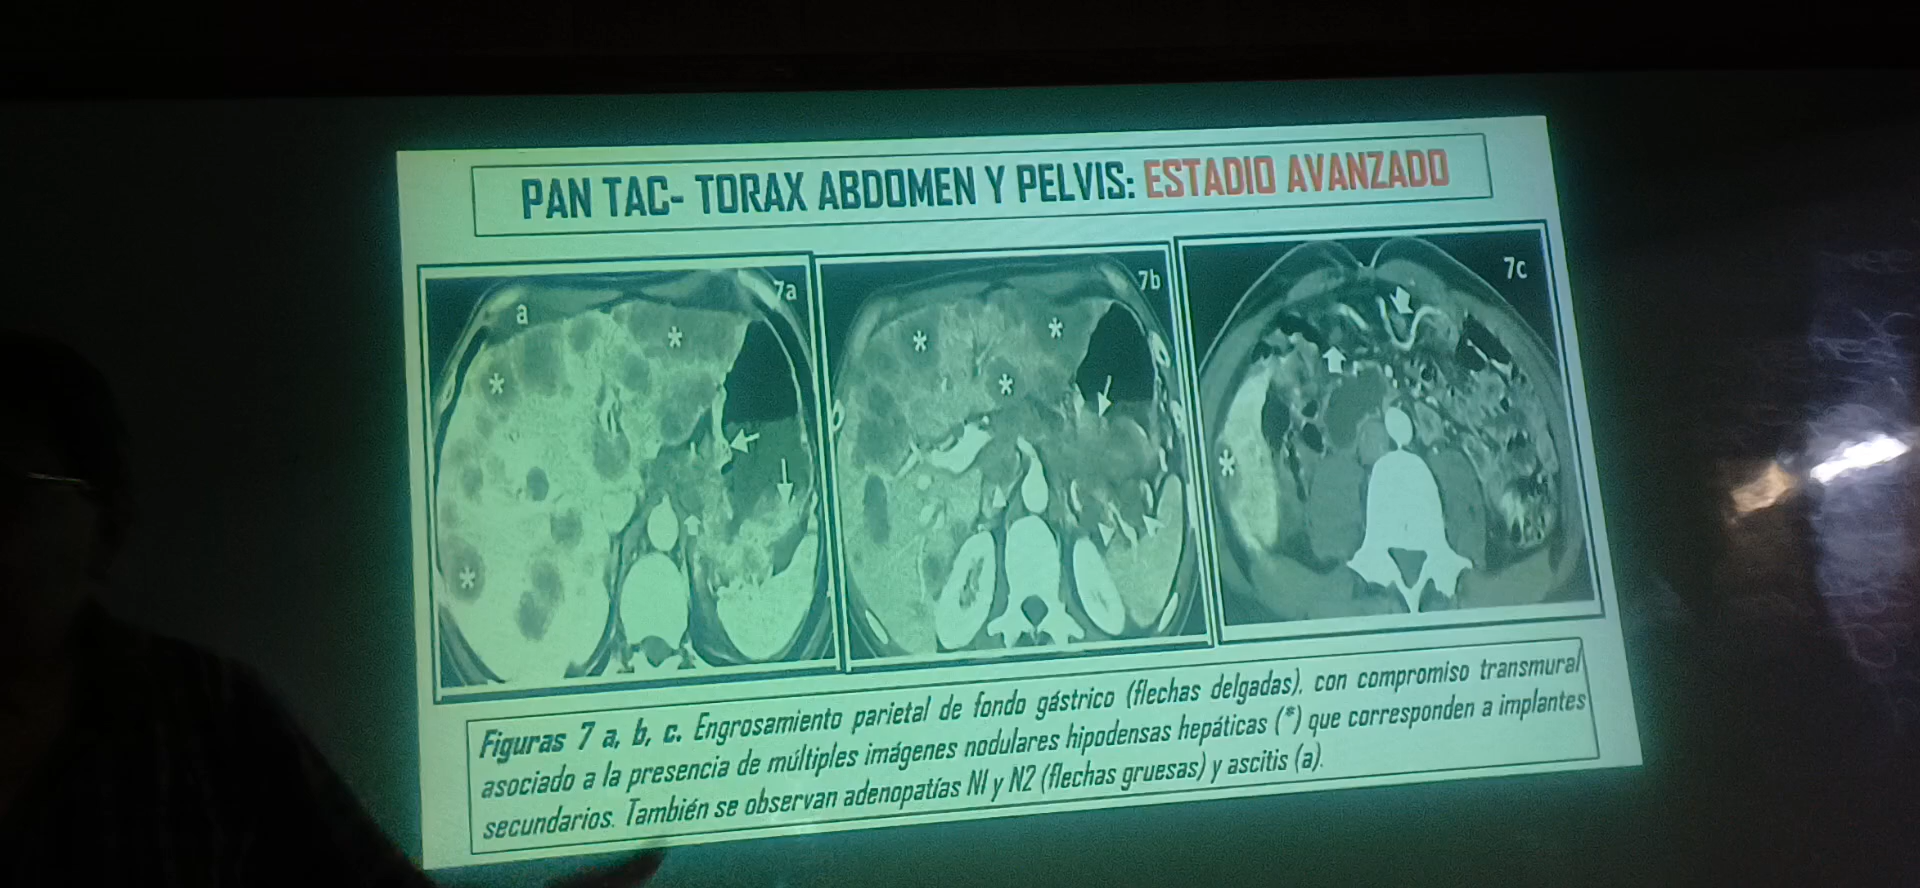 PAN TAC- TORAX ABDOMEN Y PELVIS: ESTADIO AVANZADO
a
7a
7b
7c
*
*
*
*
*
*
*
Figuras 7 a, b, c. Engrosamiento parietal de fondo gástrico (flechas delgadas), con compromiso transmural
asociado a la presencia de múltiples imágenes nodulares hipodensas hepáticas (*) que corresponden a implantes
secundarios. También se observan adenopatías N1 y N2 (flechas gruesas) y ascitis (a).